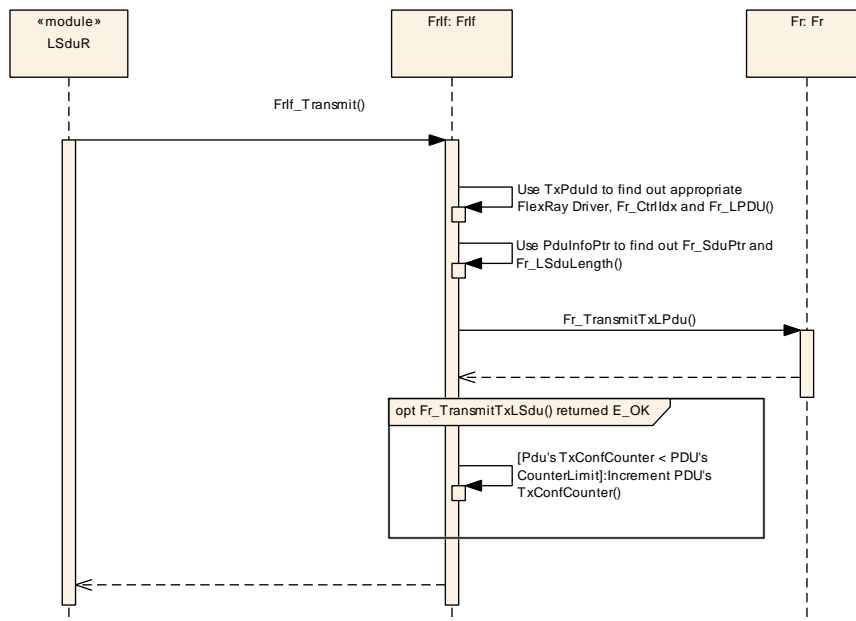 «module»
LSduR
FrIf: FrIf
Fr: Fr
FrIf_Transmit()
Use TxPduId to find out appropriate
FlexRay Driver, Fr_CtrlIdx and Fr_LPDU()
Use PduInfoPtr to find out Fr_SduPtr and
Fr_LSduLength()
Fr_TransmitTxLPdu()
opt Fr_TransmitTxLSdu() returned E_OK
[Pdu's TxConfCounter < PDU's
CounterLimit]:Increment PDU's
TxConfCounter()